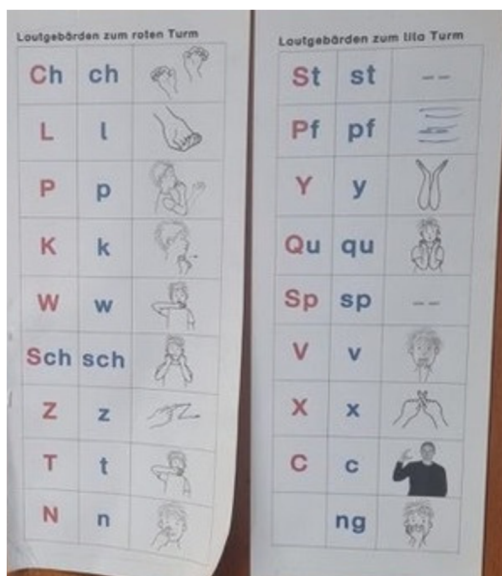 Lautgebärden zum roten Turm
Ch ch
L l
P p
K k
W w
Sch sch
Z z
T t
N n
Lautgebärden zum lila Turm
St st
Pf pf
Y y
Qu qu
Sp sp
V v
X x
C c
ng